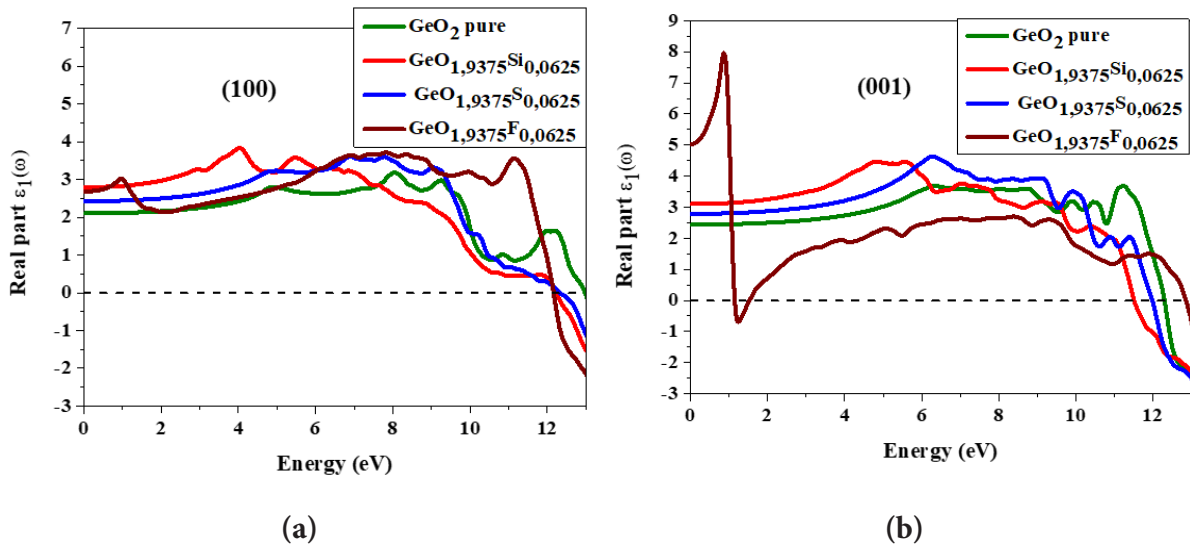 7
6
5
4
3
2
1
0
-1
-2
-3
Real part ε₁(ω)
(100)
GeO₂ pure
GeO₁,₉₃₇₅Si₀,₀₆₂₅
GeO₁,₉₃₇₅S₀,₀₆₂₅
GeO₁,₉₃₇₅F₀,₀₆₂₅
0 2 4 6 8 10 12
Energy (eV)
(a)
9
8
7
6
5
4
3
2
1
0
-1
-2
-3
Real part ε₁(ω)
(001)
GeO₂ pure
GeO₁,₉₃₇₅Si₀,₀₆₂₅
GeO₁,₉₃₇₅S₀,₀₆₂₅
GeO₁,₉₃₇₅F₀,₀₆₂₅
0 2 4 6 8 10 12
Energy (eV)
(b)